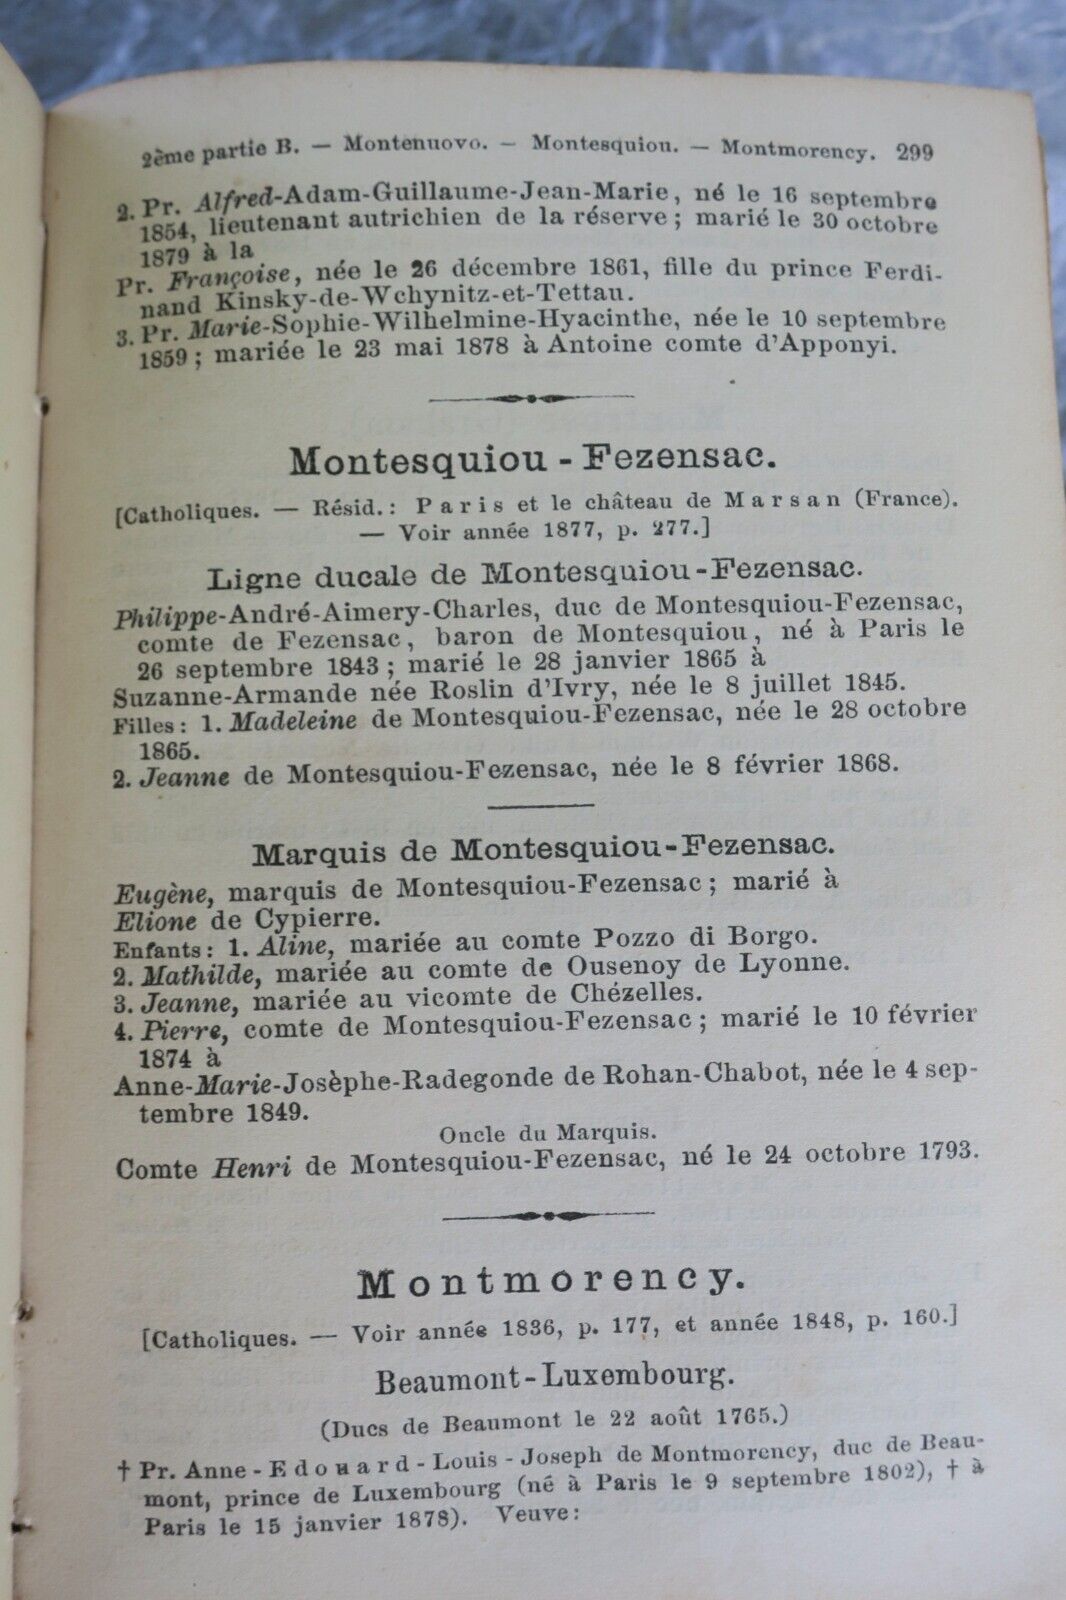 2ème partie B. — Montenuovo. — Montesquiou. — Montmorency. 299
2. Pr. Alfred-Adam-Guillaume-Jean-Marie, né le 16 septembre
1854, lieutenant autrichien de la réserve; marié le 30 octobre
1879 à la
Pr. Françoise, née le 26 décembre 1861, fille du prince Ferdi-
nand Kinsky-de-Wchynitz-et-Tettau.
3. Pr. Marie-Sophie-Wilhelmine-Hyacinthe, née le 10 septembre
1859; mariée le 23 mai 1878 à Antoine comte d'Apponyi.
Montesquiou - Fezensac.
[Catholiques. — Résid.: Paris et le château de Marsan (France).
— Voir année 1877, p. 277.]
Ligne ducale de Montesquiou-Fezensac.
Philippe-André-Aimery-Charles, duc de Montesquiou-Fezensac,
comte de Fezensac, baron de Montesquiou, né à Paris le
26 septembre 1843; marié le 28 janvier 1865 à
Suzanne-Armande née Roslin d'Ivry, née le 8 juillet 1845.
Filles: 1. Madeleine de Montesquiou-Fezensac, née le 28 octobre
1865.
2. Jeanne de Montesquiou-Fezensac, née le 8 février 1868.
Marquis de Montesquiou-Fezensac.
Eugène, marquis de Montesquiou-Fezensac; marié à
Elione de Cypierre.
Enfants: 1. Aline, mariée au comte Pozzo di Borgo.
2. Mathilde, mariée au comte de Ousenoy de Lyonne.
3. Jeanne, mariée au vicomte de Chézelles.
4. Pierre, comte de Montesquiou-Fezensac; marié le 10 février
1874 à
Anne-Marie-Josèphe-Radegonde de Rohan-Chabot, née le 4 sep-
tembre 1849.
Oncle du Marquis.
Comte Henri de Montesquiou-Fezensac, né le 24 octobre 1793.
Montmorency.
[Catholiques. — Voir année 1836, p. 177, et année 1848, p. 160.]
Beaumont-Luxembourg.
(Ducs de Beaumont le 22 août 1765.)
† Pr. Anne-Edouard-Louis-Joseph de Montmorency, duc de Beau-
mont, prince de Luxembourg (né à Paris le 9 septembre 1802), † à
Paris le 15 janvier 1878). Veuve: